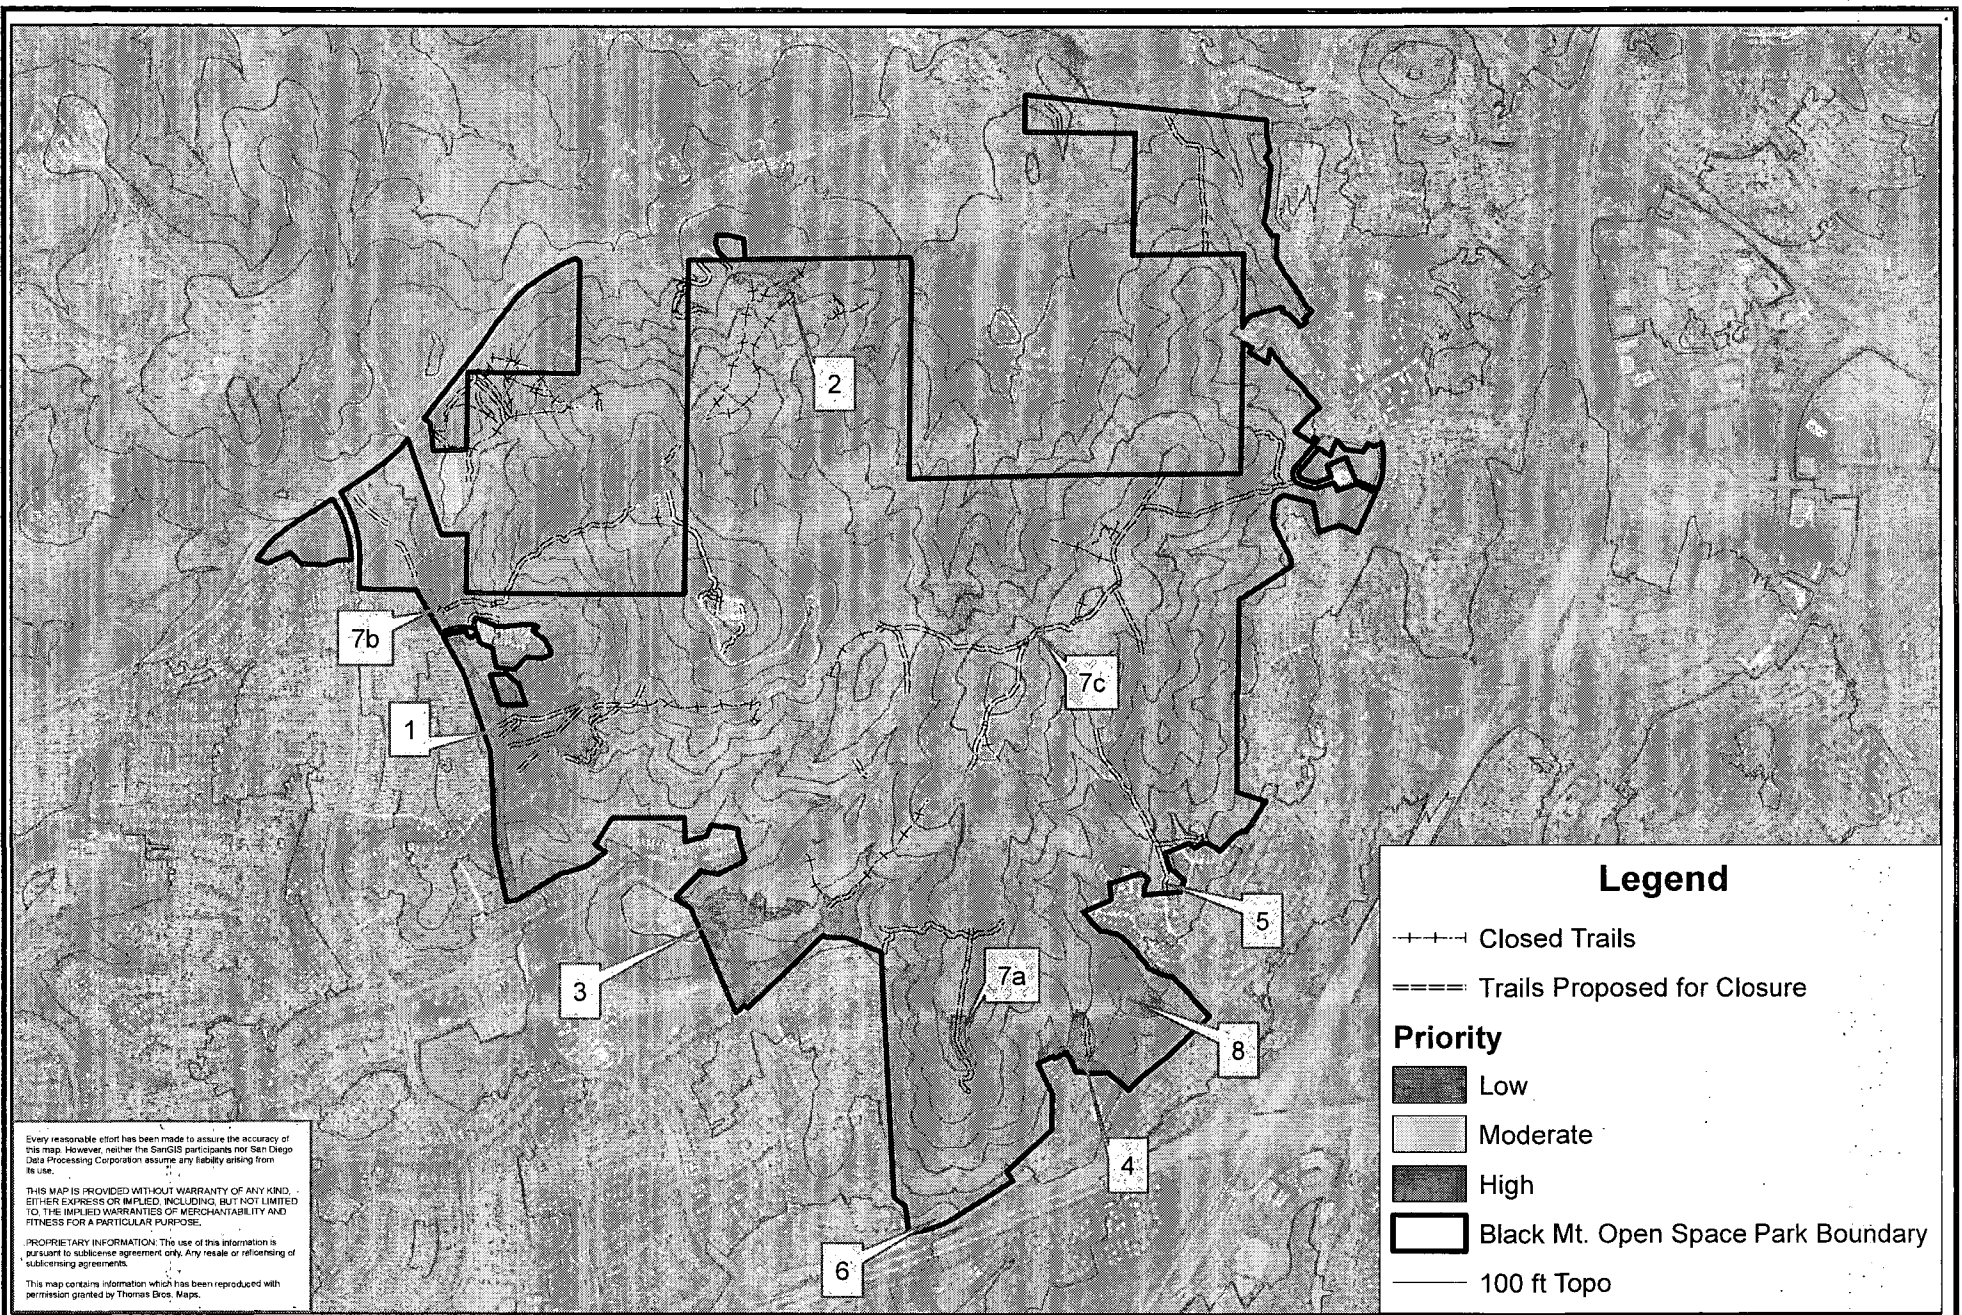 2
7b
7c
1
5
3
7a
8
4
6
Legend
Closed Trails
Trails Proposed for Closure
Priority
Low
Moderate
High
Black Mt. Open Space Park Boundary
100 ft Topo
Every reasonable effort has been made to assure the accuracy of
this map. However, neither the SanGIS participants nor San Diego
Data Processing Corporation assume any liability arising from
its use.
THIS MAP IS PROVIDED WITHOUT WARRANTY OF ANY KIND,
EITHER EXPRESS OR IMPLIED, INCLUDING, BUT NOT LIMITED
TO, THE IMPLIED WARRANTIES OF MERCHANTABILITY AND
FITNESS FOR A PARTICULAR PURPOSE.
PROPRIETARY INFORMATION: The use of this information is
pursuant to sublicense agreement only. Any resale or relicensing of
sublicensing agreements.
This map contains information which has been reproduced with
permission granted by Thomas Bros. Maps.